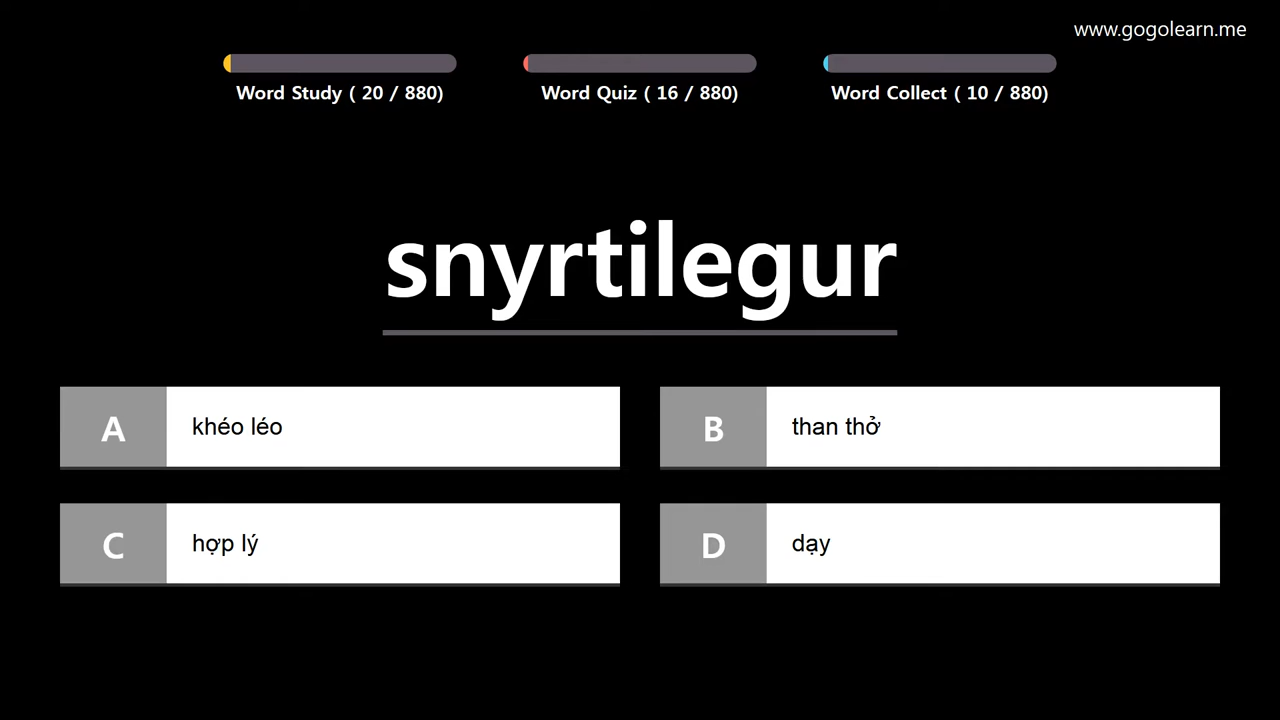 www.gogolearn.me
Word Study ( 20 / 880)
Word Quiz ( 16 / 880)
Word Collect ( 10 / 880)
snyrtilegur
A khéo léo
B than thở
C hợp lý
D dạy